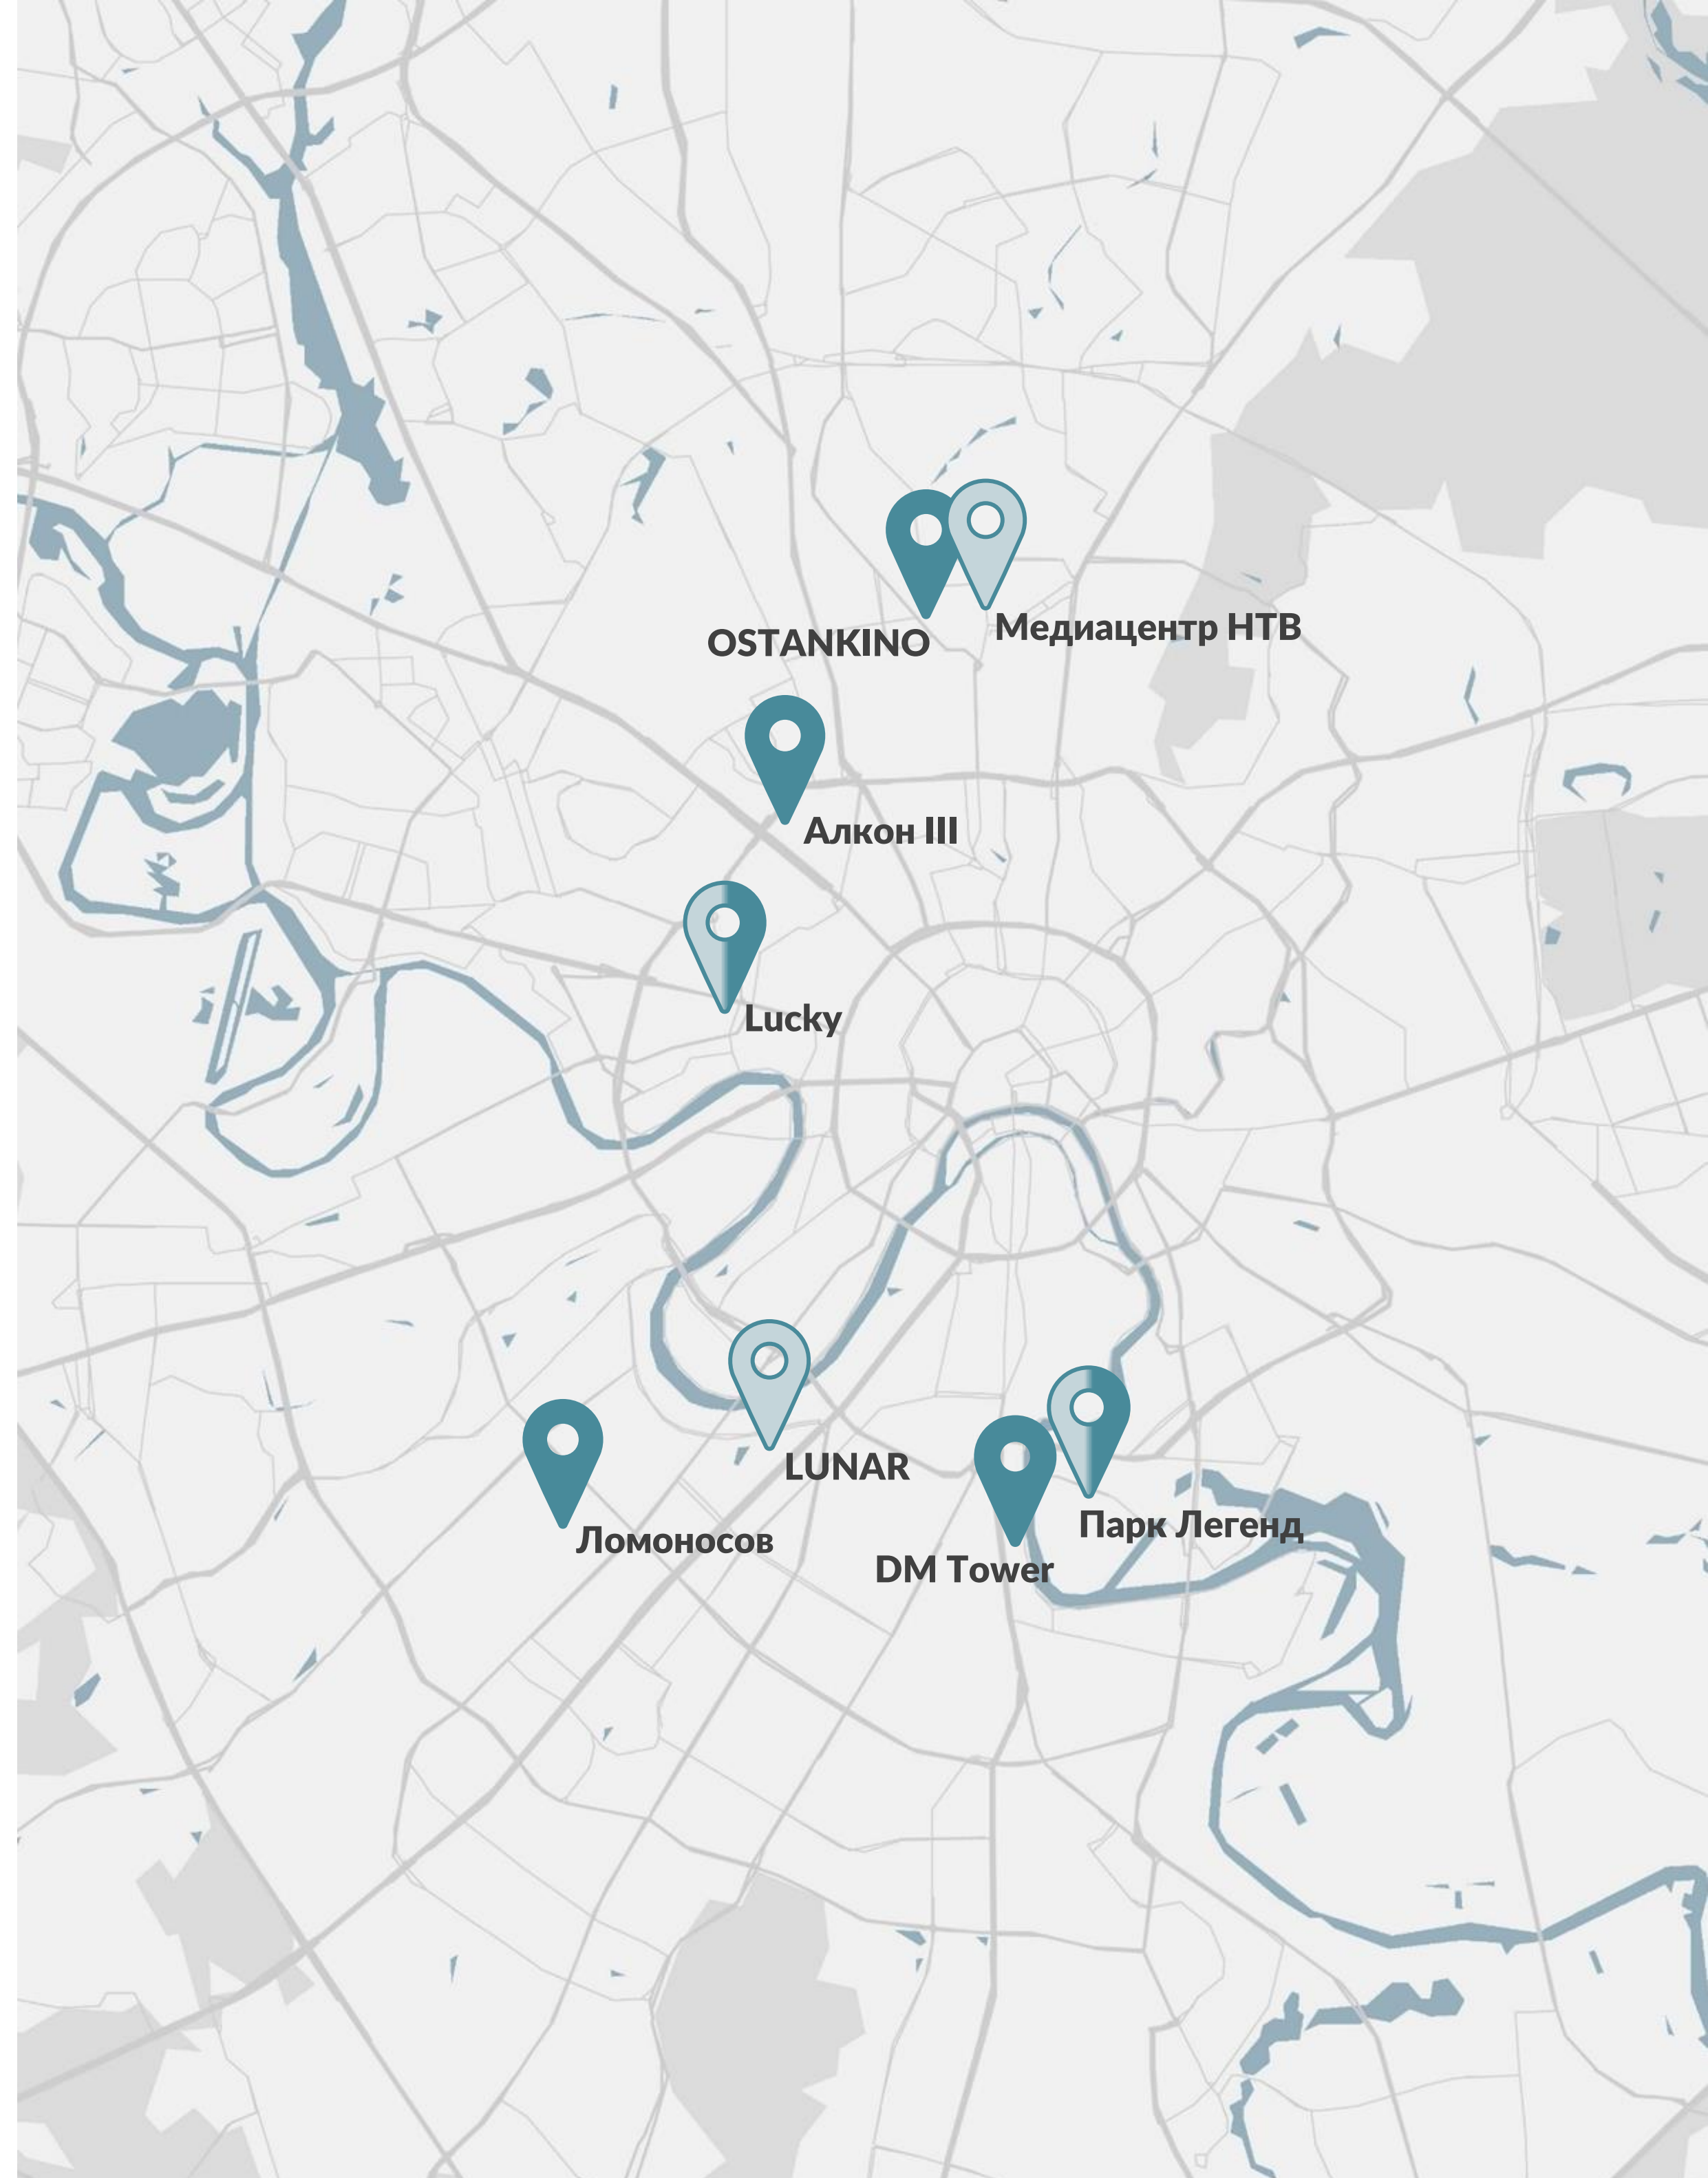 Медиацентр НТВ
OSTANKINO
Алкон III
Lucky
LUNAR
Парк Легенд
Ломоносов
DM Tower